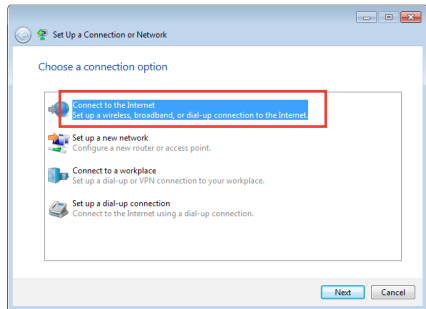 Set Up a Connection or Network
Choose a connection option
Connect to the Internet
Set up a wireless, broadband, or dial-up connection to the Internet.
Set up a new network
Configure a new router or access point.
Connect to a workplace
Set up a dial-up or VPN connection to your workplace.
Set up a dial-up connection
Connect to the Internet using a dial-up connection.
Next Cancel